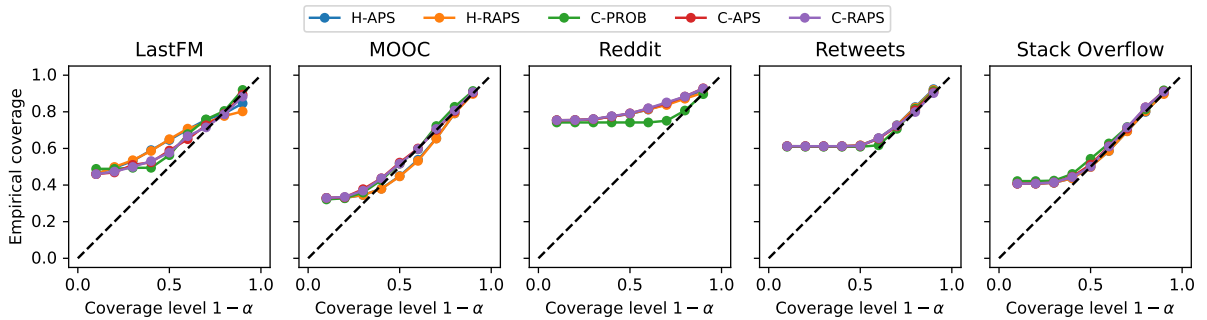 H-APS H-RAPS C-PROB C-APS C-RAPS
LastFM MOOC Reddit Retweets Stack Overflow
Empirical coverage
1.0
0.8
0.6
0.4
0.2
0.0
0.0 0.5 1.0 0.0 0.5 1.0 0.0 0.5 1.0 0.0 0.5 1.0 0.0 0.5 1.0
Coverage level 1 − α Coverage level 1 − α Coverage level 1 − α Coverage level 1 − α Coverage level 1 − α